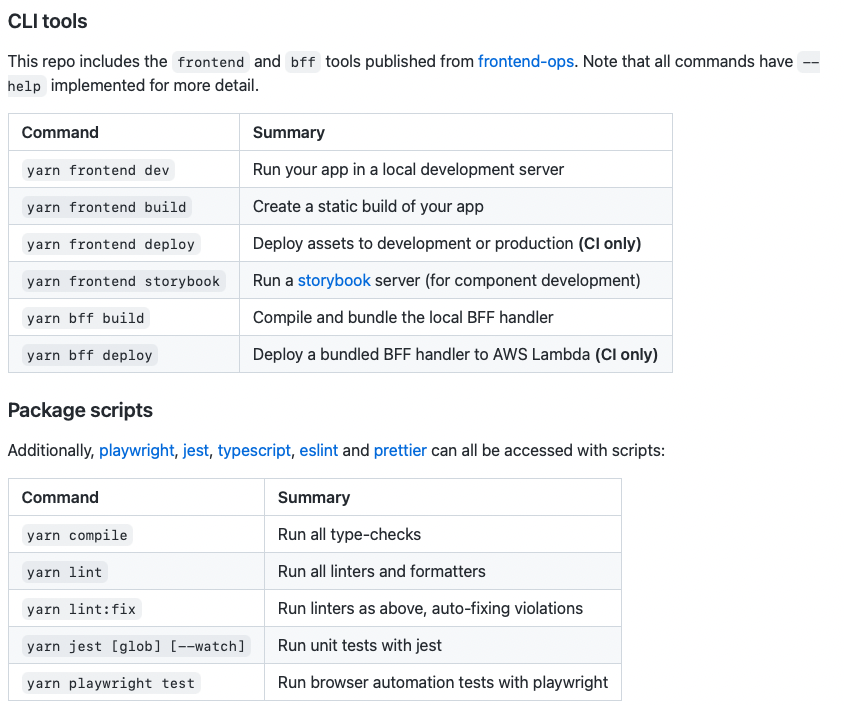 CLI tools
This repo includes the frontend and bff tools published from frontend-ops. Note that all commands have --
help implemented for more detail.
Command Summary
yarn frontend dev Run your app in a local development server
yarn frontend build Create a static build of your app
yarn frontend deploy Deploy assets to development or production (CI only)
yarn frontend storybook Run a storybook server (for component development)
yarn bff build Compile and bundle the local BFF handler
yarn bff deploy Deploy a bundled BFF handler to AWS Lambda (CI only)
Package scripts
Additionally, playwright, jest, typescript, eslint and prettier can all be accessed with scripts:
Command Summary
yarn compile Run all type-checks
yarn lint Run all linters and formatters
yarn lint:fix Run linters as above, auto-fixing violations
yarn jest [glob] [--watch] Run unit tests with jest
yarn playwright test Run browser automation tests with playwright